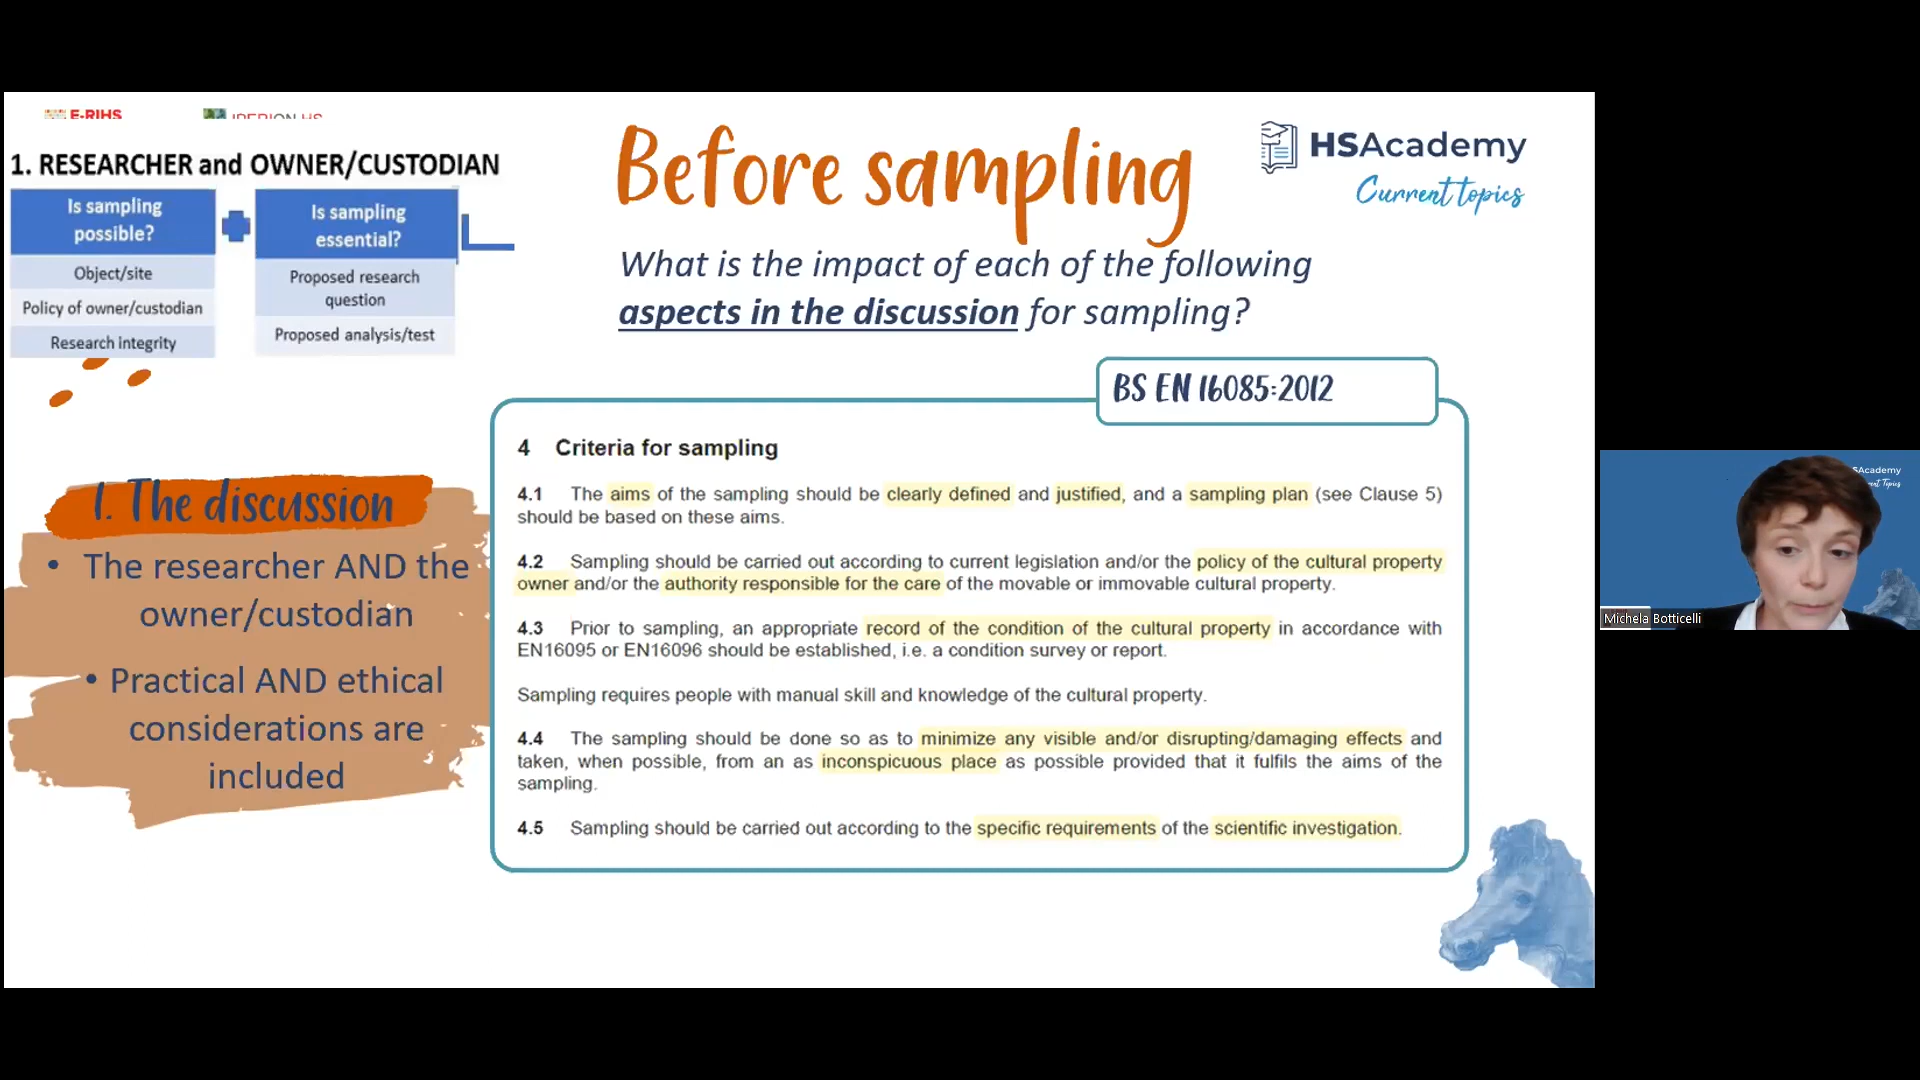 E-RIHS
IPERION HS
1. RESEARCHER and OWNER/CUSTODIAN
Is sampling
possible?
Object/site
Policy of owner/custodian
Research integrity
Is sampling
essential?
Proposed research
question
Proposed analysis/test
Before sampling
HSAcademy
Current topics
What is the impact of each of the following
aspects in the discussion for sampling?
BS EN 16085:2012
1. The discussion
• The researcher AND the
owner/custodian
• Practical AND ethical
considerations are
included
4 Criteria for sampling
4.1 The aims of the sampling should be clearly defined and justified, and a sampling plan (see Clause 5)
should be based on these aims.
4.2 Sampling should be carried out according to current legislation and/or the policy of the cultural property
owner and/or the authority responsible for the care of the movable or immovable cultural property.
4.3 Prior to sampling, an appropriate record of the condition of the cultural property in accordance with
EN16095 or EN16096 should be established, i.e. a condition survey or report.
Sampling requires people with manual skill and knowledge of the cultural property.
4.4 The sampling should be done so as to minimize any visible and/or disrupting/damaging effects and
taken, when possible, from an as inconspicuous place as possible provided that it fulfils the aims of the
sampling.
4.5 Sampling should be carried out according to the specific requirements of the scientific investigation.
SAcademy
Topics
Michela Botticelli